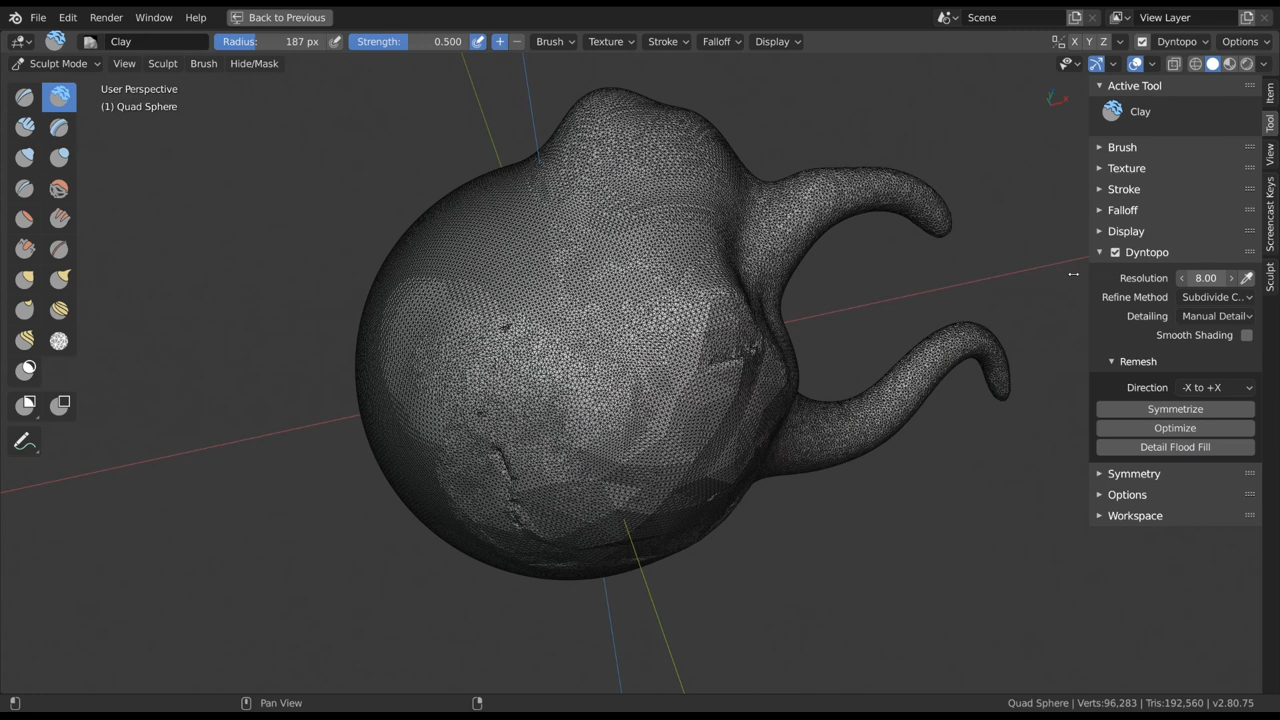 File Edit Render Window Help Back to Previous Scene View Layer
Clay Radius: 187 px Strength: 0.500 Brush Texture Stroke Falloff Display X Y Z Dyntopo Options
Sculpt Mode View Sculpt Brush Hide/Mask
User Perspective
(1) Quad Sphere
Active Tool
Clay
Brush
Texture
Stroke
Falloff
Display
Dyntopo
Resolution 8.00
Refine Method Subdivide C..
Detailing Manual Detail
Smooth Shading
Remesh
Direction -X to +X
Symmetrize
Optimize
Detail Flood Fill
Symmetry
Options
Workspace
Item
Tool
View
Screencast Keys
Sculpt
Pan View
Quad Sphere | Verts:96,283 | Tris:192,560 | v2.80.75